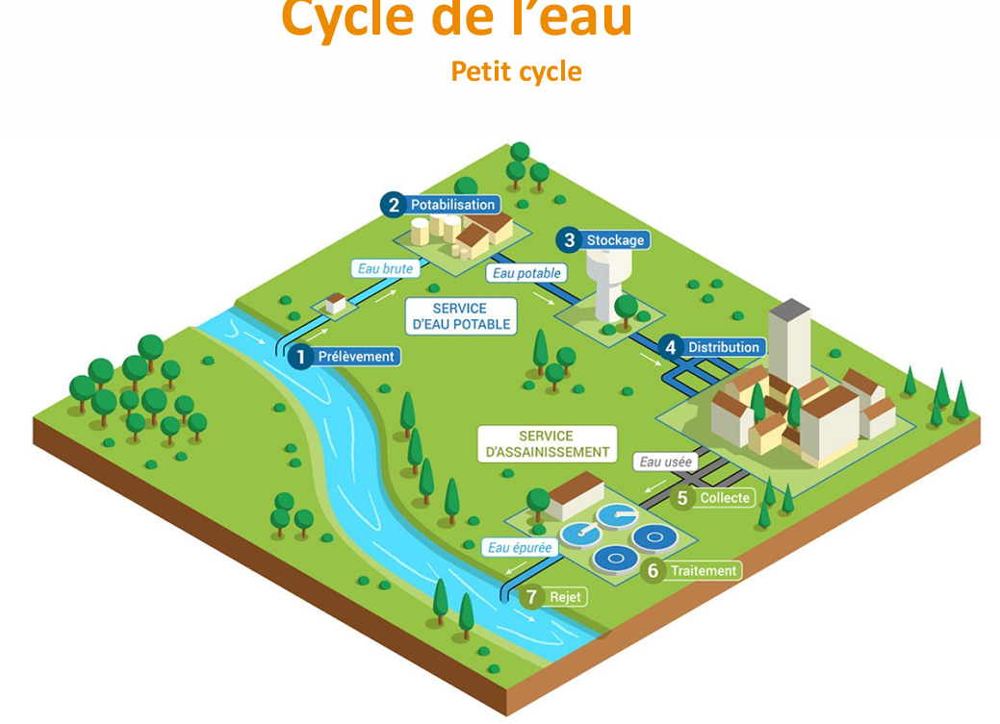 Cycle de l'eau
Petit cycle
2 Potabilisation
3 Stockage
Eau brute
Eau potable
SERVICE
D'EAU POTABLE
4 Distribution
1 Prélèvement
SERVICE
D'ASSAINISSEMENT
Eau usée
5 Collecte
Eau épurée
6 Traitement
7 Rejet